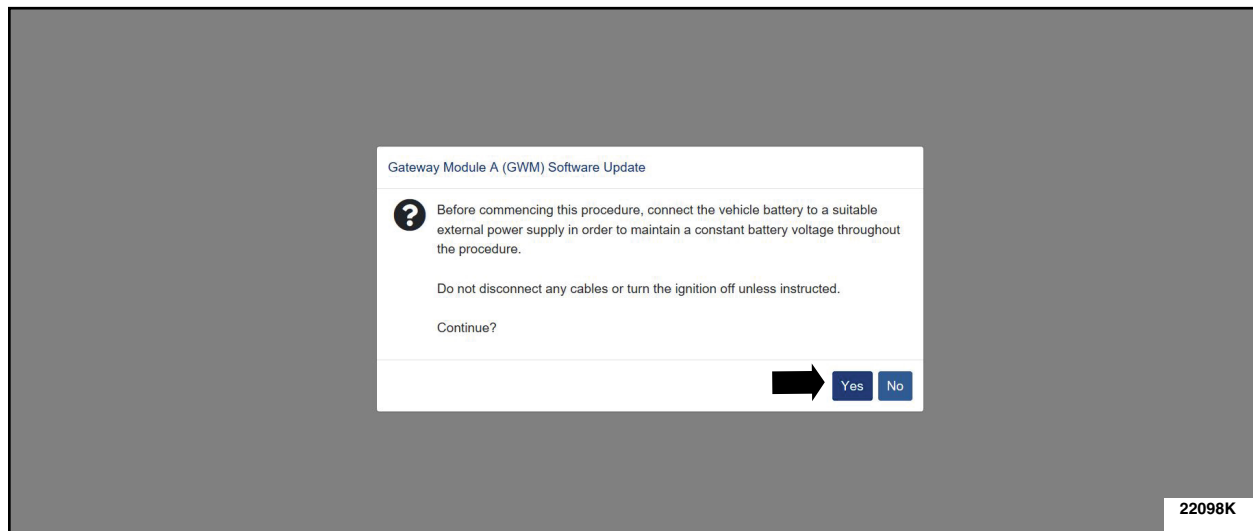 Gateway Module A (GWM) Software Update
Before commencing this procedure, connect the vehicle battery to a suitable
external power supply in order to maintain a constant battery voltage throughout
the procedure.
Do not disconnect any cables or turn the ignition off unless instructed.
Continue?
Yes No
22098K